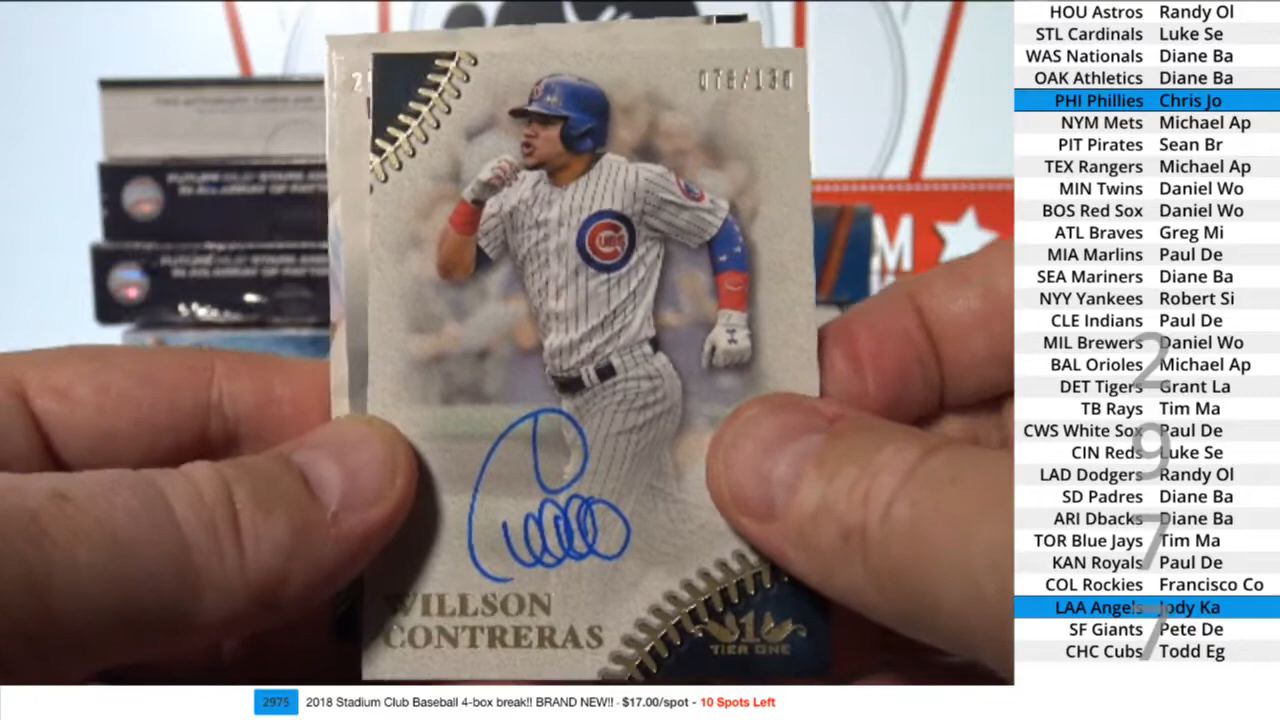 078/130
WILLSON
CONTRERAS
1
TIER ONE
M
HOU Astros Randy Ol
STL Cardinals Luke Se
WAS Nationals Diane Ba
OAK Athletics Diane Ba
PHI Phillies Chris Jo
NYM Mets Michael Ap
PIT Pirates Sean Br
TEX Rangers Michael Ap
MIN Twins Daniel Wo
BOS Red Sox Daniel Wo
ATL Braves Greg Mi
MIA Marlins Paul De
SEA Mariners Diane Ba
NYY Yankees Robert Si
CLE Indians Paul De
MIL Brewers Daniel Wo
BAL Orioles Michael Ap
DET Tigers Grant La
TB Rays Tim Ma
CWS White Sox Paul De
CIN Reds Luke Se
LAD Dodgers Randy Ol
SD Padres Diane Ba
ARI Dbacks Diane Ba
TOR Blue Jays Tim Ma
KAN Royals Paul De
COL Rockies Francisco Co
LAA Angels Jody Ka
SF Giants Pete De
CHC Cubs Todd Eg
2977
2975 2018 Stadium Club Baseball 4-box break!! BRAND NEW!! - $17.00/spot - 10 Spots Left